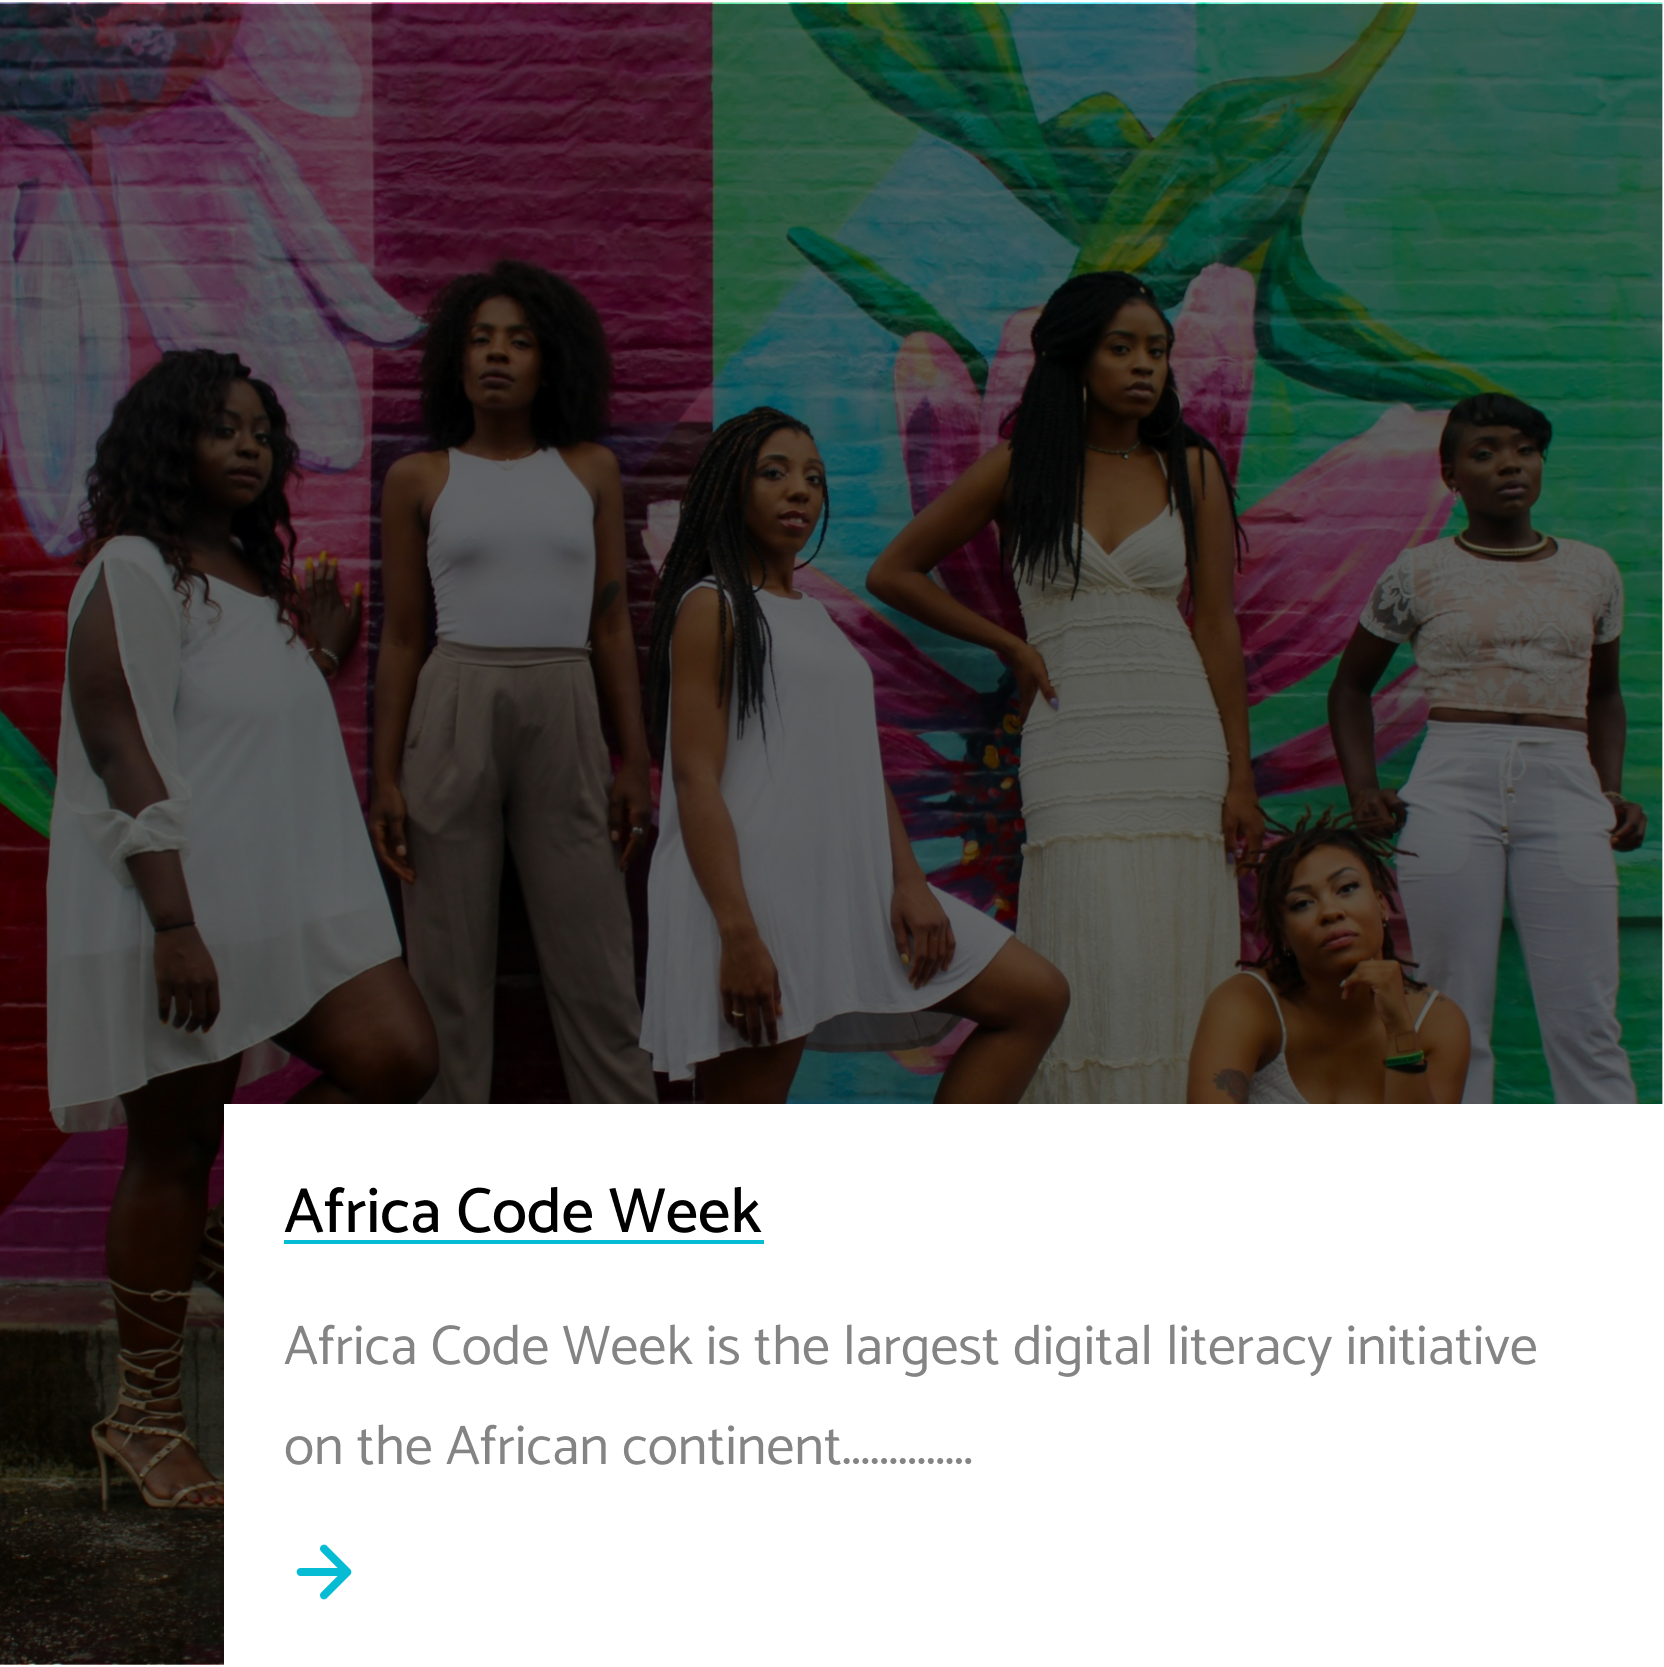 Africa Code Week
Africa Code Week is the largest digital literacy initiative
on the African continent..............